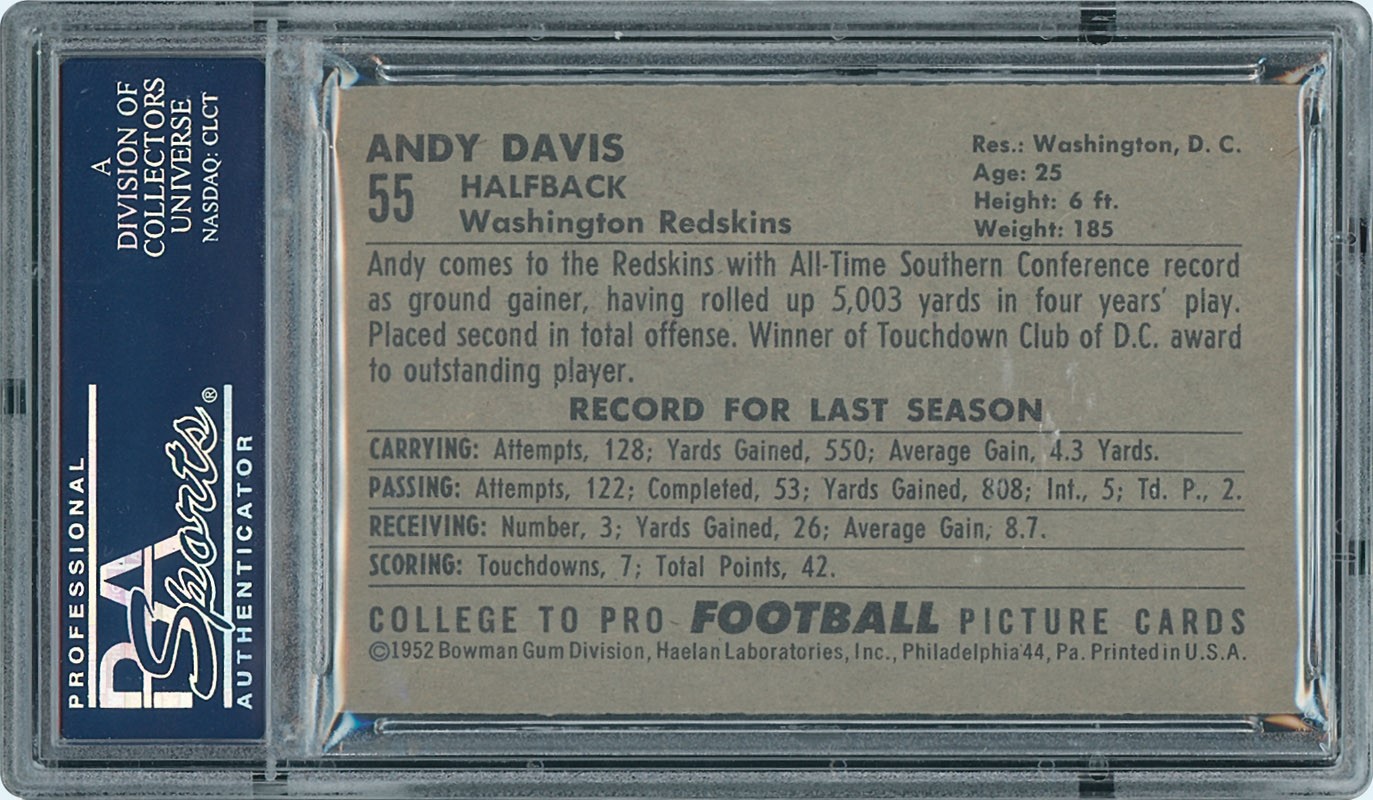 A
DIVISION OF
COLLECTORS
UNIVERSE
NASDAQ: CLCT
PROFESSIONAL
PSA
Sports®
AUTHENTICATOR
ANDY DAVIS
55 HALFBACK
Washington Redskins
Res.: Washington, D. C.
Age: 25
Height: 6 ft.
Weight: 185
Andy comes to the Redskins with All-Time Southern Conference record
as ground gainer, having rolled up 5,003 yards in four years' play.
Placed second in total offense. Winner of Touchdown Club of D.C. award
to outstanding player.
RECORD FOR LAST SEASON
CARRYING: Attempts, 128; Yards Gained, 550; Average Gain, 4.3 Yards.
PASSING: Attempts, 122; Completed, 53; Yards Gained, 808; Int., 5; Td. P., 2.
RECEIVING: Number, 3; Yards Gained, 26; Average Gain, 8.7.
SCORING: Touchdowns, 7; Total Points, 42.
COLLEGE TO PRO FOOTBALL PICTURE CARDS
©1952 Bowman Gum Division, Haelan Laboratories, Inc., Philadelphia 44, Pa. Printed in U.S.A.